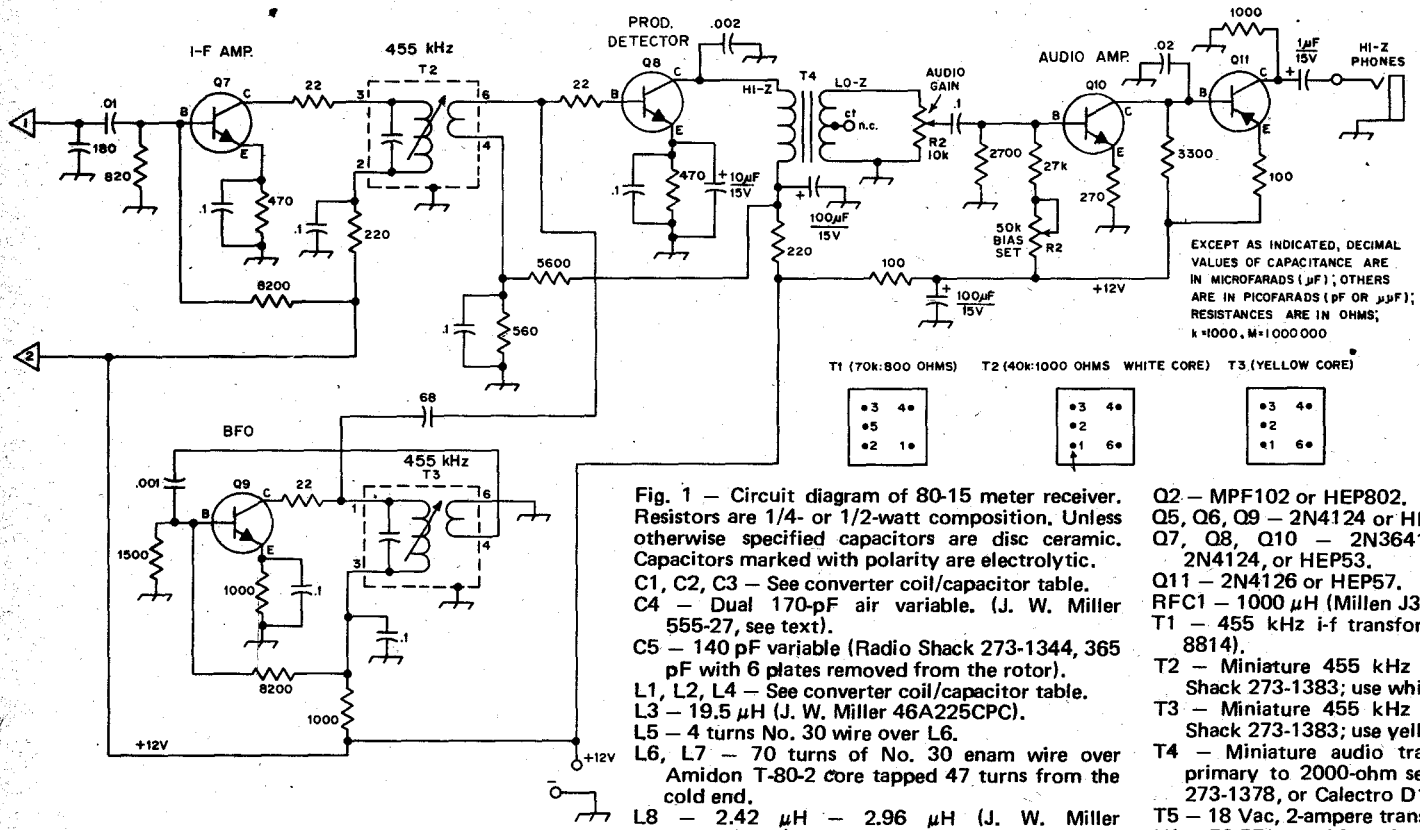 I-F AMP.
Q7
.01
B
C
E
22
1
180
820
.1
470
455 kHz
T2
3
2
6
4
.1
220
8200
2
PROD.
DETECTOR
.002
Q8
22
B
C
E
.1
470
+ 10µF
15V
HI-Z
T4
LO-Z
ct
n.c.
+
100µF
15V
220
5600
.1
560
AUDIO
GAIN
R2
10k
.1
2700
27k
50k
BIAS
SET
R2
100
+
100µF
15V
AUDIO AMP.
Q10
B
C
E
270
.02
3300
+12V
1000
Q11
B
C
E
100
1µF
+
15V
HI-Z
PHONES
EXCEPT AS INDICATED, DECIMAL
VALUES OF CAPACITANCE ARE
IN MICROFARADS (µF); OTHERS
ARE IN PICOFARADS (pF OR µµF);
RESISTANCES ARE IN OHMS;
k=1000, M=1000000
68
BFO
Q9
.001
B
C
E
22
1500
1000
.1
455 kHz
T3
1
3
6
4
.1
8200
1000
+12V
+12V
−
T1 (70k:800 OHMS) T2 (40k:1000 OHMS WHITE CORE) T3 (YELLOW CORE)
3 4
5
2 1
3 4
2
1 6
3 4
2
1 6
Fig. 1 — Circuit diagram of 80-15 meter receiver.
Resistors are 1/4- or 1/2-watt composition. Unless
otherwise specified capacitors are disc ceramic.
Capacitors marked with polarity are electrolytic.
C1, C2, C3 — See converter coil/capacitor table.
C4 — Dual 170-pF air variable. (J. W. Miller
555-27, see text).
C5 — 140 pF variable (Radio Shack 273-1344, 365
pF with 6 plates removed from the rotor).
L1, L2, L4 — See converter coil/capacitor table.
L3 — 19.5 µH (J. W. Miller 46A225CPC).
L5 — 4 turns No. 30 wire over L6.
L6, L7 — 70 turns of No. 30 enam wire over
Amidon T-80-2 core tapped 47 turns from the
cold end.
L8 — 2.42 µH — 2.96 µH (J. W. Miller
Q2 — MPF102 or HEP802.
Q5, Q6, Q9 — 2N4124 or HE
Q7, Q8, Q10 — 2N3641
2N4124, or HEP53.
Q11 — 2N4126 or HEP57.
RFC1 — 1000 µH (Millen J3
T1 — 455 kHz i-f transfor
8814).
T2 — Miniature 455 kHz
Shack 273-1383; use whi
T3 — Miniature 455 kHz
Shack 273-1383; use yell
T4 — Miniature audio tra
primary to 2000-ohm se
273-1378, or Calectro D1
T5 — 18 Vac, 2-ampere trans